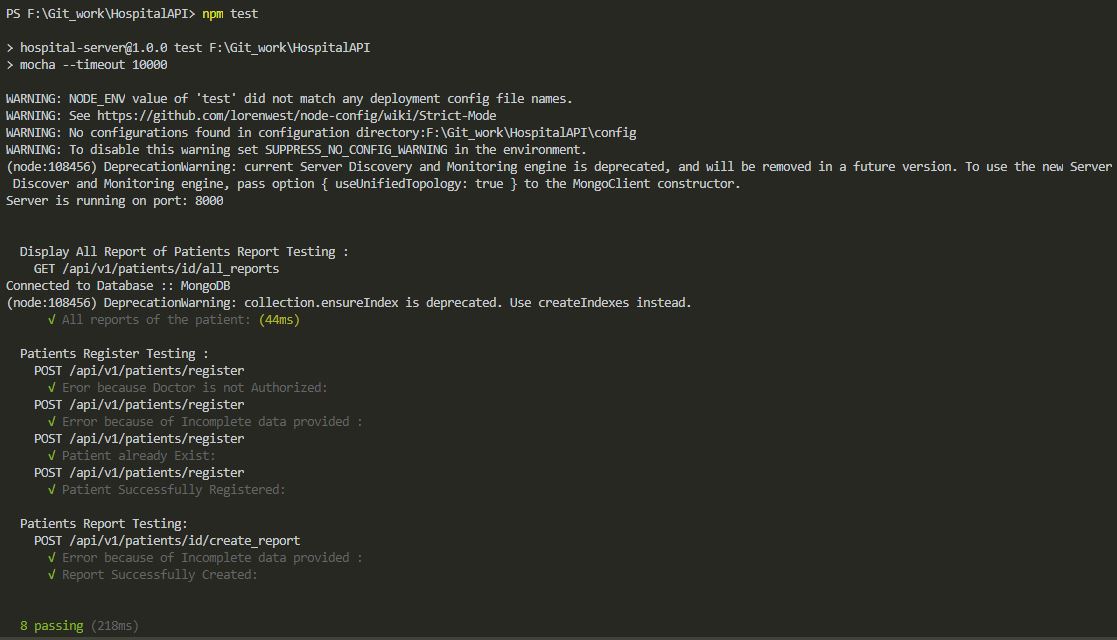 PS F:\Git_work\HospitalAPI> npm test
> hospital-server@1.0.0 test F:\Git_work\HospitalAPI
> mocha --timeout 10000
WARNING: NODE_ENV value of 'test' did not match any deployment config file names.
WARNING: See https://github.com/lorenwest/node-config/wiki/Strict-Mode
WARNING: No configurations found in configuration directory:F:\Git_work\HospitalAPI\config
WARNING: To disable this warning set SUPPRESS_NO_CONFIG_WARNING in the environment.
(node:108456) DeprecationWarning: current Server Discovery and Monitoring engine is deprecated, and will be removed in a future version. To use the new Server
Discover and Monitoring engine, pass option { useUnifiedTopology: true } to the MongoClient constructor.
Server is running on port: 8000
Display All Report of Patients Report Testing :
GET /api/v1/patients/id/all_reports
Connected to Database :: MongoDB
(node:108456) DeprecationWarning: collection.ensureIndex is deprecated. Use createIndexes instead.
√ All reports of the patient: (44ms)
Patients Register Testing :
POST /api/v1/patients/register
√ Eror because Doctor is not Authorized:
POST /api/v1/patients/register
√ Error because of Incomplete data provided :
POST /api/v1/patients/register
√ Patient already Exist:
POST /api/v1/patients/register
√ Patient Successfully Registered:
Patients Report Testing:
POST /api/v1/patients/id/create_report
√ Error because of Incomplete data provided :
√ Report Successfully Created:
8 passing (218ms)